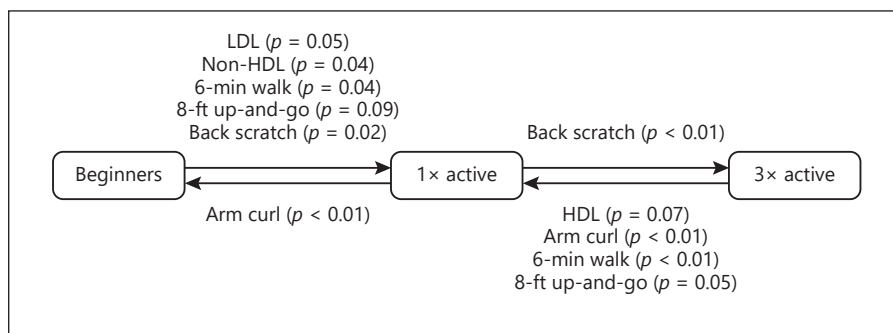 LDL (p = 0.05)
Non-HDL (p = 0.04)
6-min walk (p = 0.04)
8-ft up-and-go (p = 0.09)
Back scratch (p = 0.02)
Back scratch (p < 0.01)
Beginners
1× active
3× active
Arm curl (p < 0.01)
HDL (p = 0.07)
Arm curl (p < 0.01)
6-min walk (p < 0.01)
8-ft up-and-go (p = 0.05)